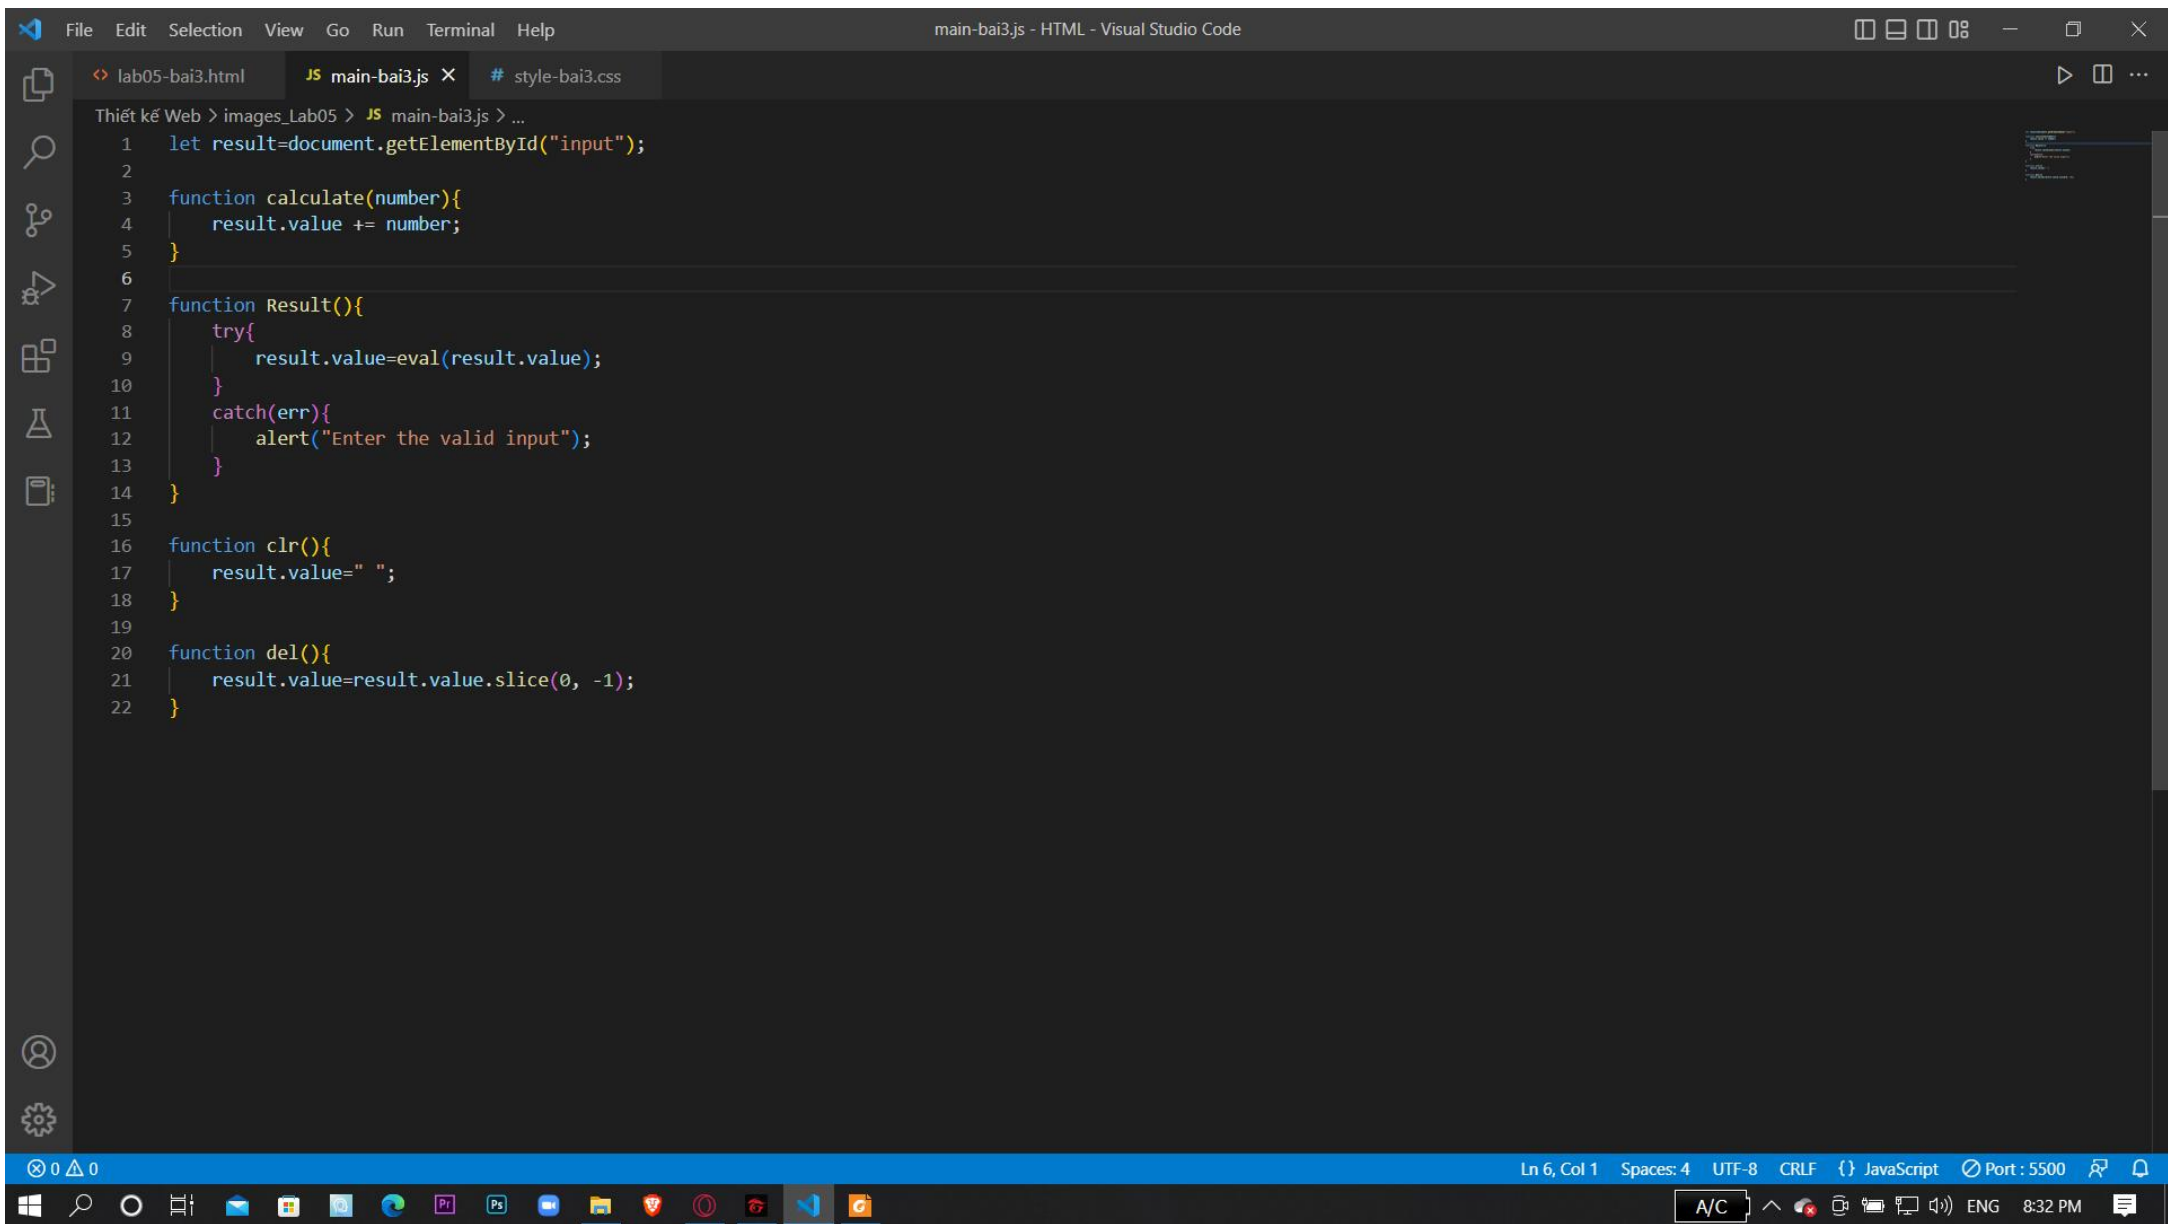 File Edit Selection View Go Run Terminal Help main-bai3.js - HTML - Visual Studio Code
lab05-bai3.html JS main-bai3.js # style-bai3.css
Thiết kế Web > images_Lab05 > JS main-bai3.js > ...
1 let result=document.getElementById("input");
2
3 function calculate(number){
4 result.value += number;
5 }
6
7 function Result(){
8 try{
9 result.value=eval(result.value);
10 }
11 catch(err){
12 alert("Enter the valid input");
13 }
14 }
15
16 function clr(){
17 result.value=" ";
18 }
19
20 function del(){
21 result.value=result.value.slice(0, -1);
22 }
0 0 Ln 6, Col 1 Spaces: 4 UTF-8 CRLF {} JavaScript Port : 5500
Pr Ps A/C ENG 8:32 PM